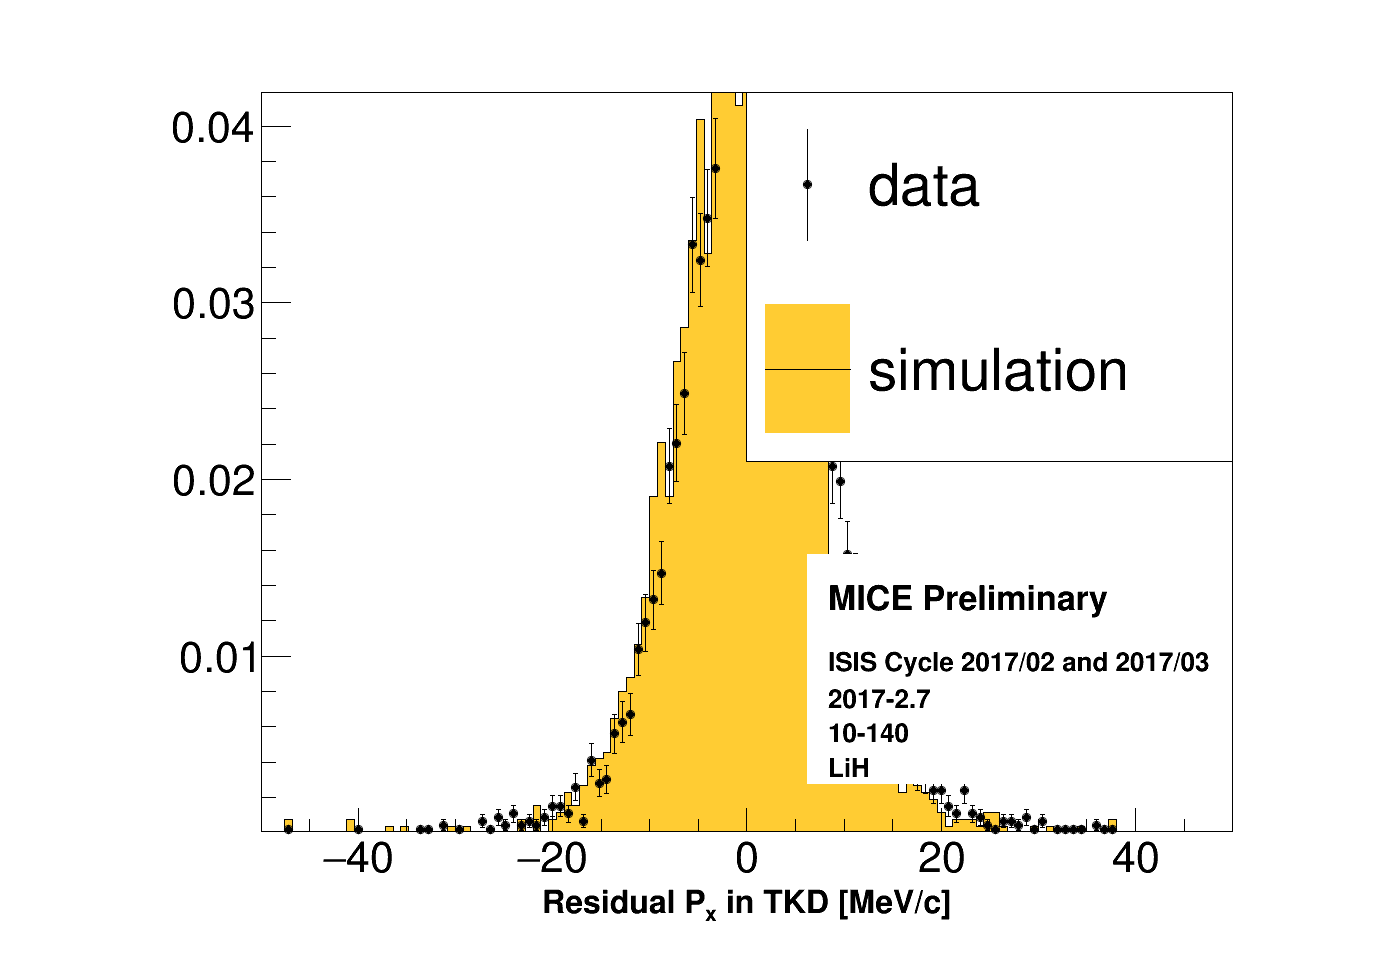 0.04
0.03
0.02
0.01
data
simulation
MICE Preliminary
ISIS Cycle 2017/02 and 2017/03
2017-2.7
10-140
LiH
−40 −20 0 20 40
Residual Px in TKD [MeV/c]